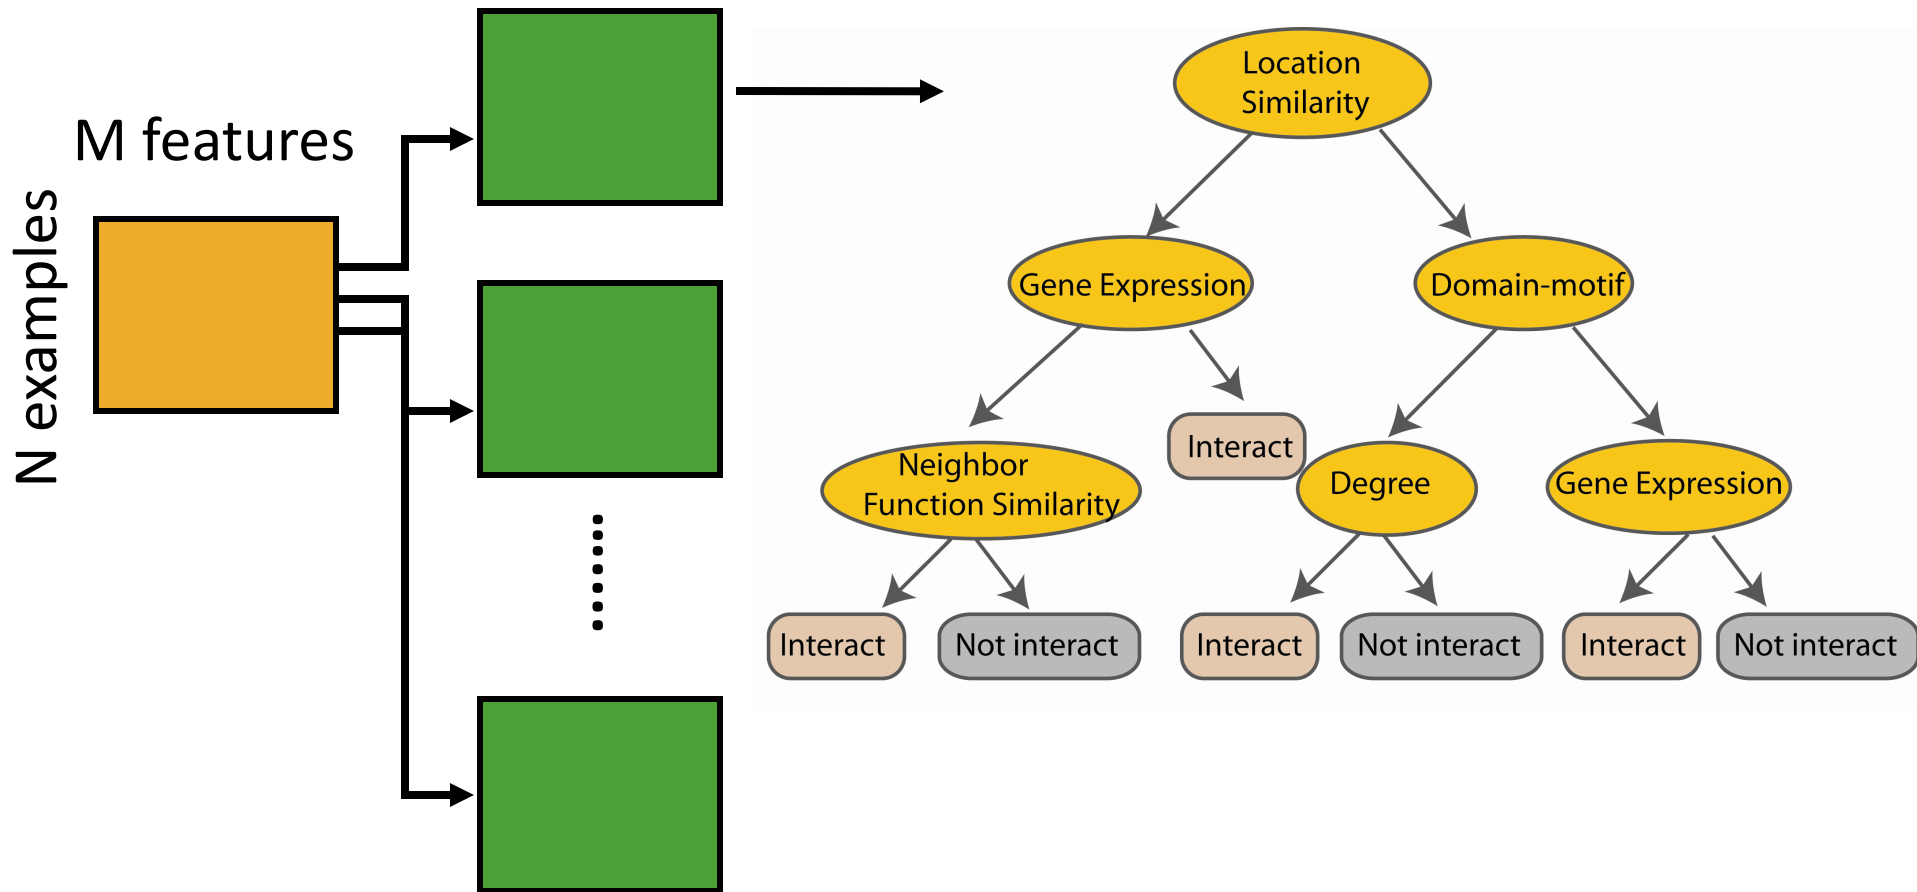 M features
N examples
Location
Similarity
Gene Expression
Domain-motif
Interact
Neighbor
Function Similarity
Degree
Gene Expression
Interact
Not interact
Interact
Not interact
Interact
Not interact